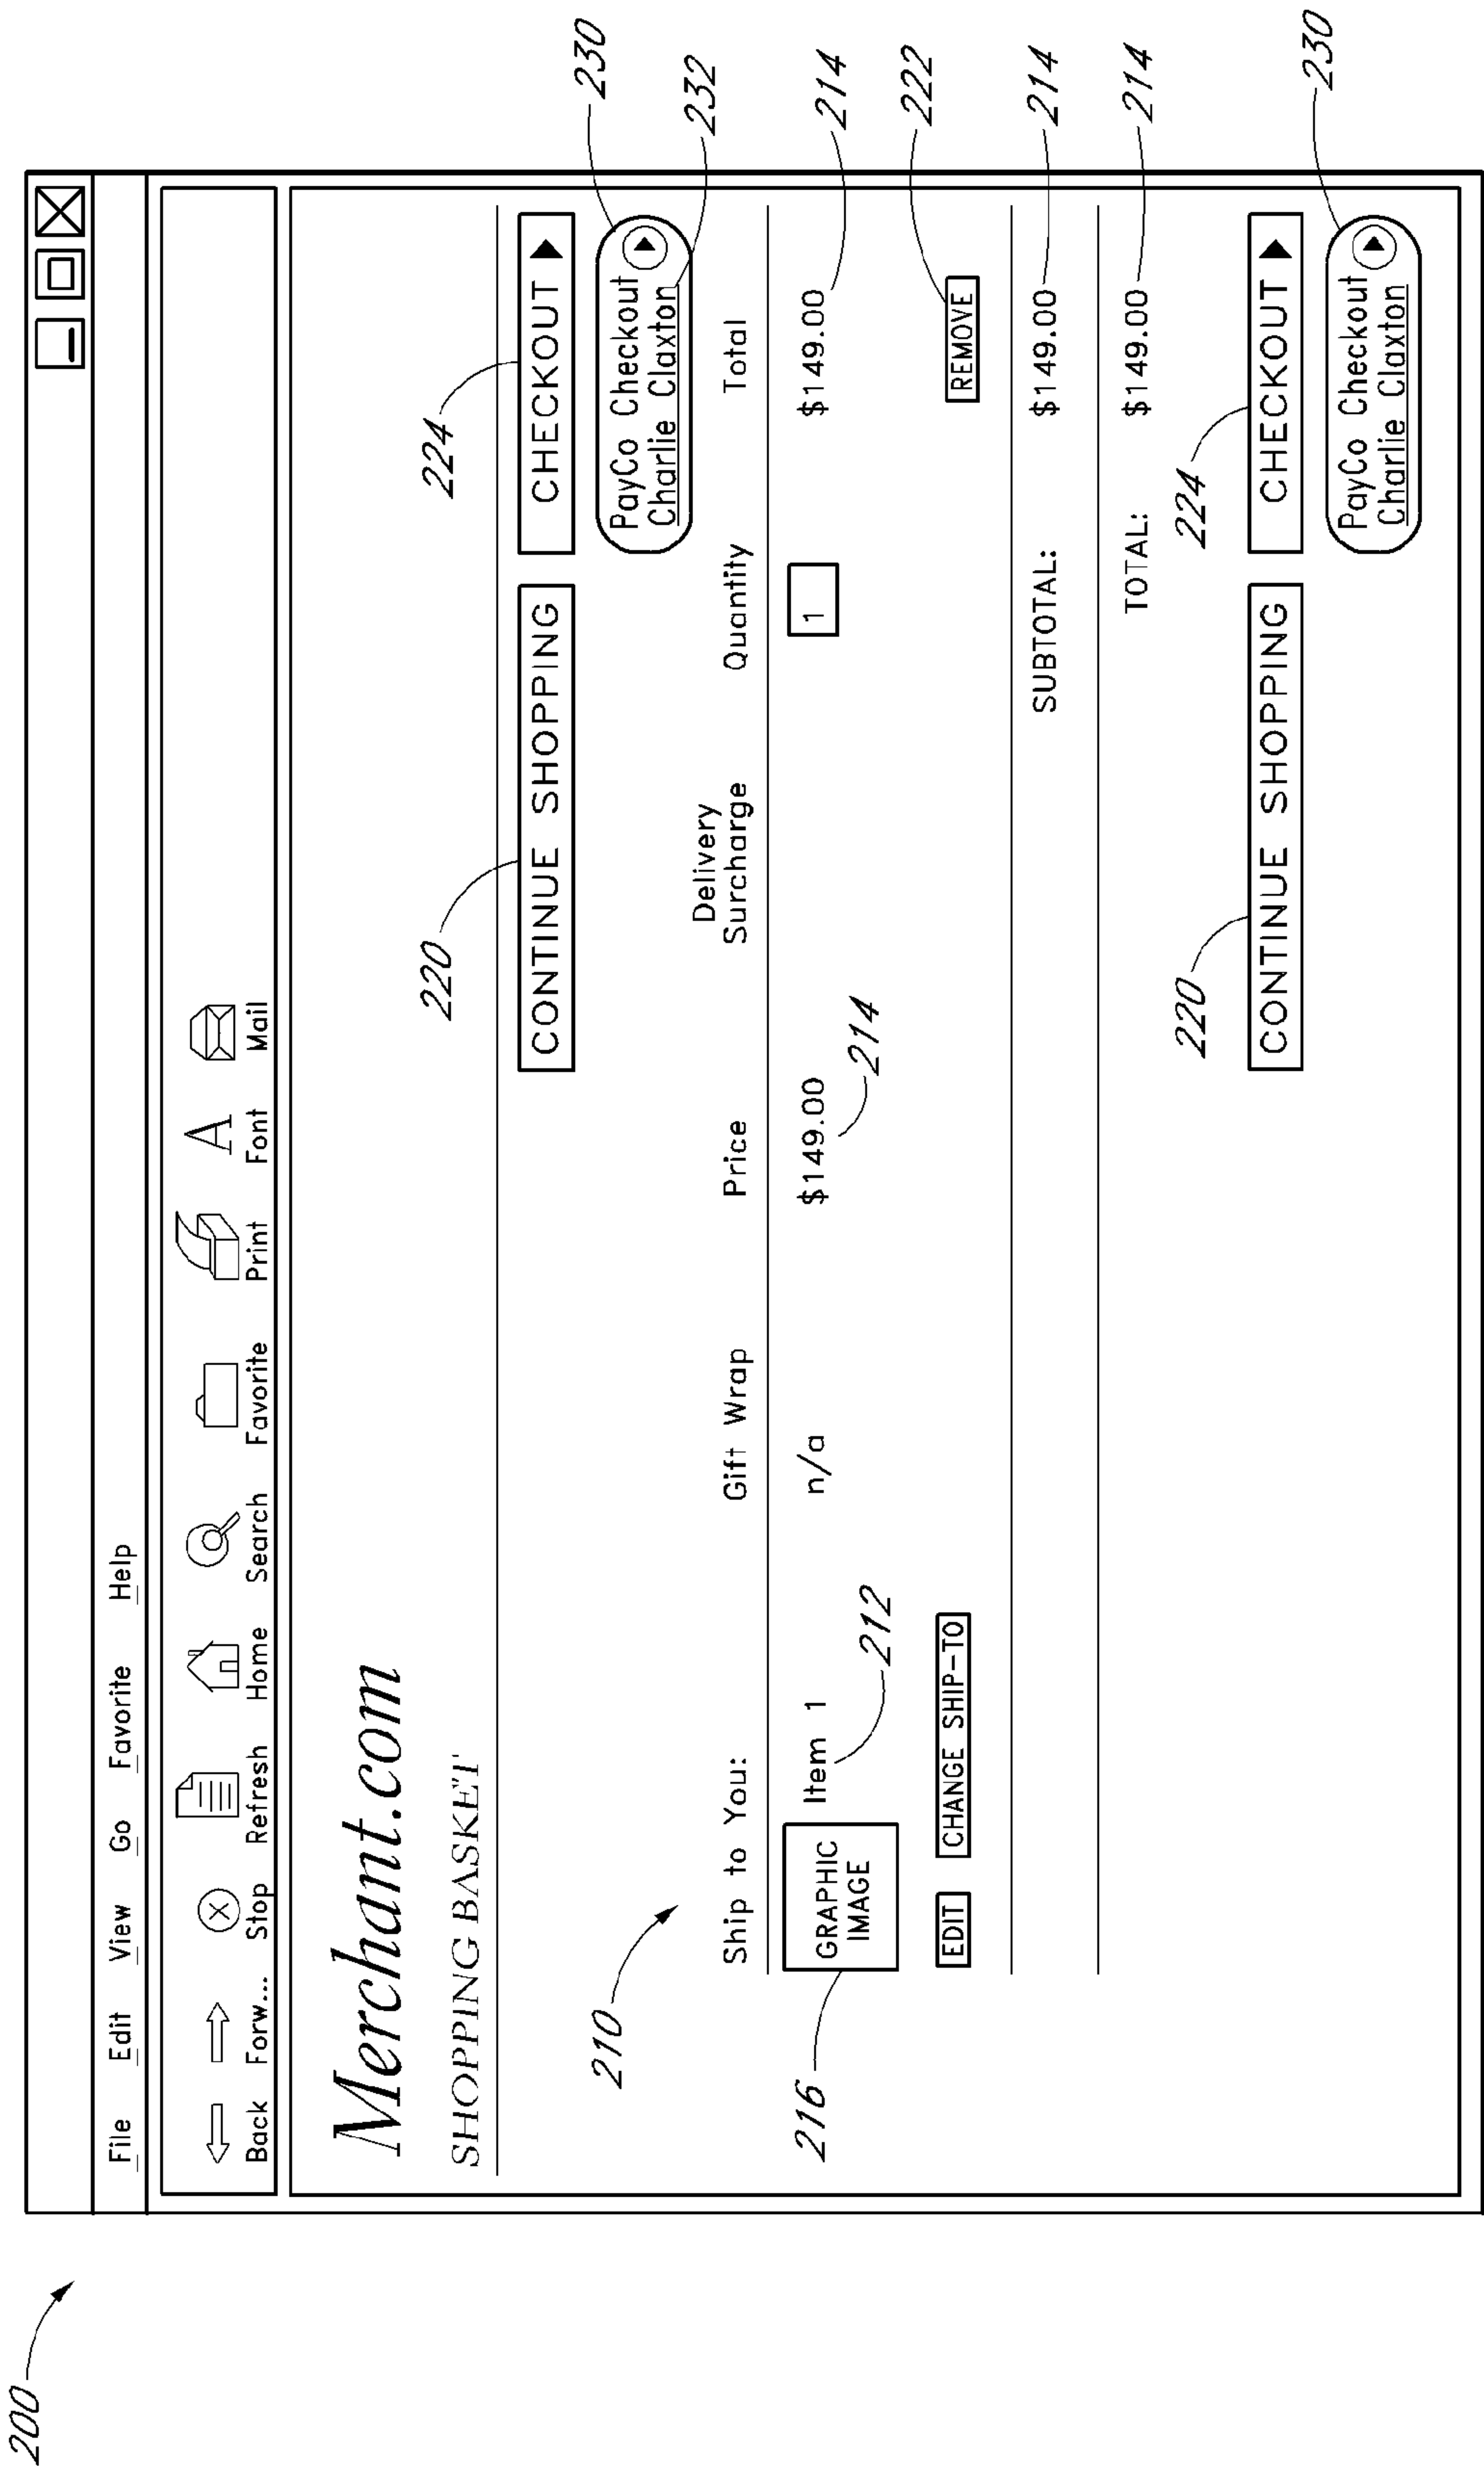 200
File Edit View Go Favorite Help
Back Forw... Stop Refresh Home Search Favorite Print Font Mail
Merchant.com
SHOPPING BASKET
220 224 230
CONTINUE SHOPPING CHECKOUT
PayCo Checkout
Charlie Claxton
232
210
Ship to You: Gift Wrap Price Delivery Surcharge Quantity Total
GRAPHIC
IMAGE
Item 1 n/a $149.00 1 $149.00
216 212 214 214
EDIT CHANGE SHIP-TO REMOVE
222
SUBTOTAL: $149.00
214
TOTAL: $149.00
214
220 224 230
CONTINUE SHOPPING CHECKOUT
PayCo Checkout
Charlie Claxton